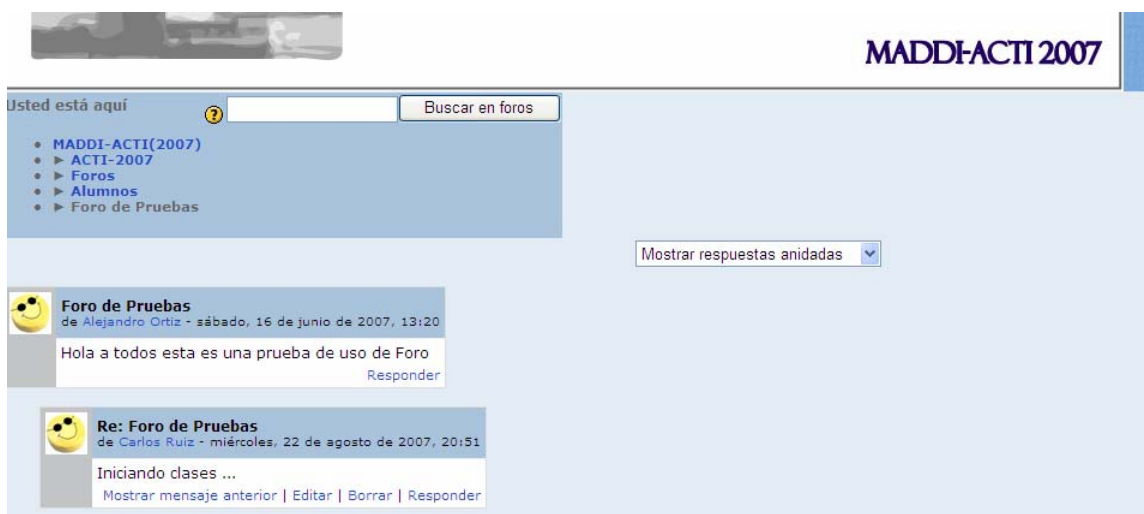 MADDI-ACTI 2007
Usted está aquí
? Buscar en foros
MADDI-ACTI(2007)
► ACTI-2007
► Foros
► Alumnos
► Foro de Pruebas
Mostrar respuestas anidadas
Foro de Pruebas
de Alejandro Ortiz - sábado, 16 de junio de 2007, 13:20
Hola a todos esta es una prueba de uso de Foro
Responder
Re: Foro de Pruebas
de Carlos Ruiz - miércoles, 22 de agosto de 2007, 20:51
Iniciando clases ...
Mostrar mensaje anterior | Editar | Borrar | Responder